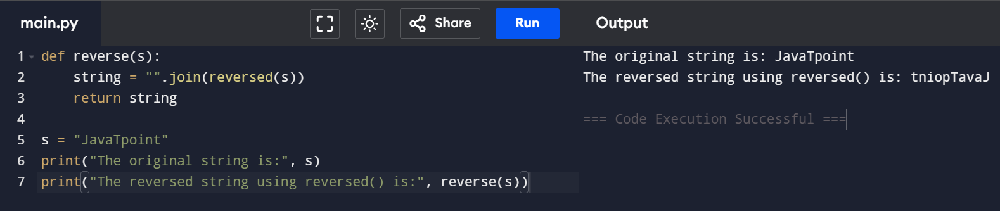 main.py
Share
Run
Output
1 def reverse(s):
2     string = "".join(reversed(s))
3     return string
4
5 s = "JavaTpoint"
6 print("The original string is:", s)
7 print("The reversed string using reversed() is:", reverse(s))
The original string is: JavaTpoint
The reversed string using reversed() is: tniopTavaJ
=== Code Execution Successful ===